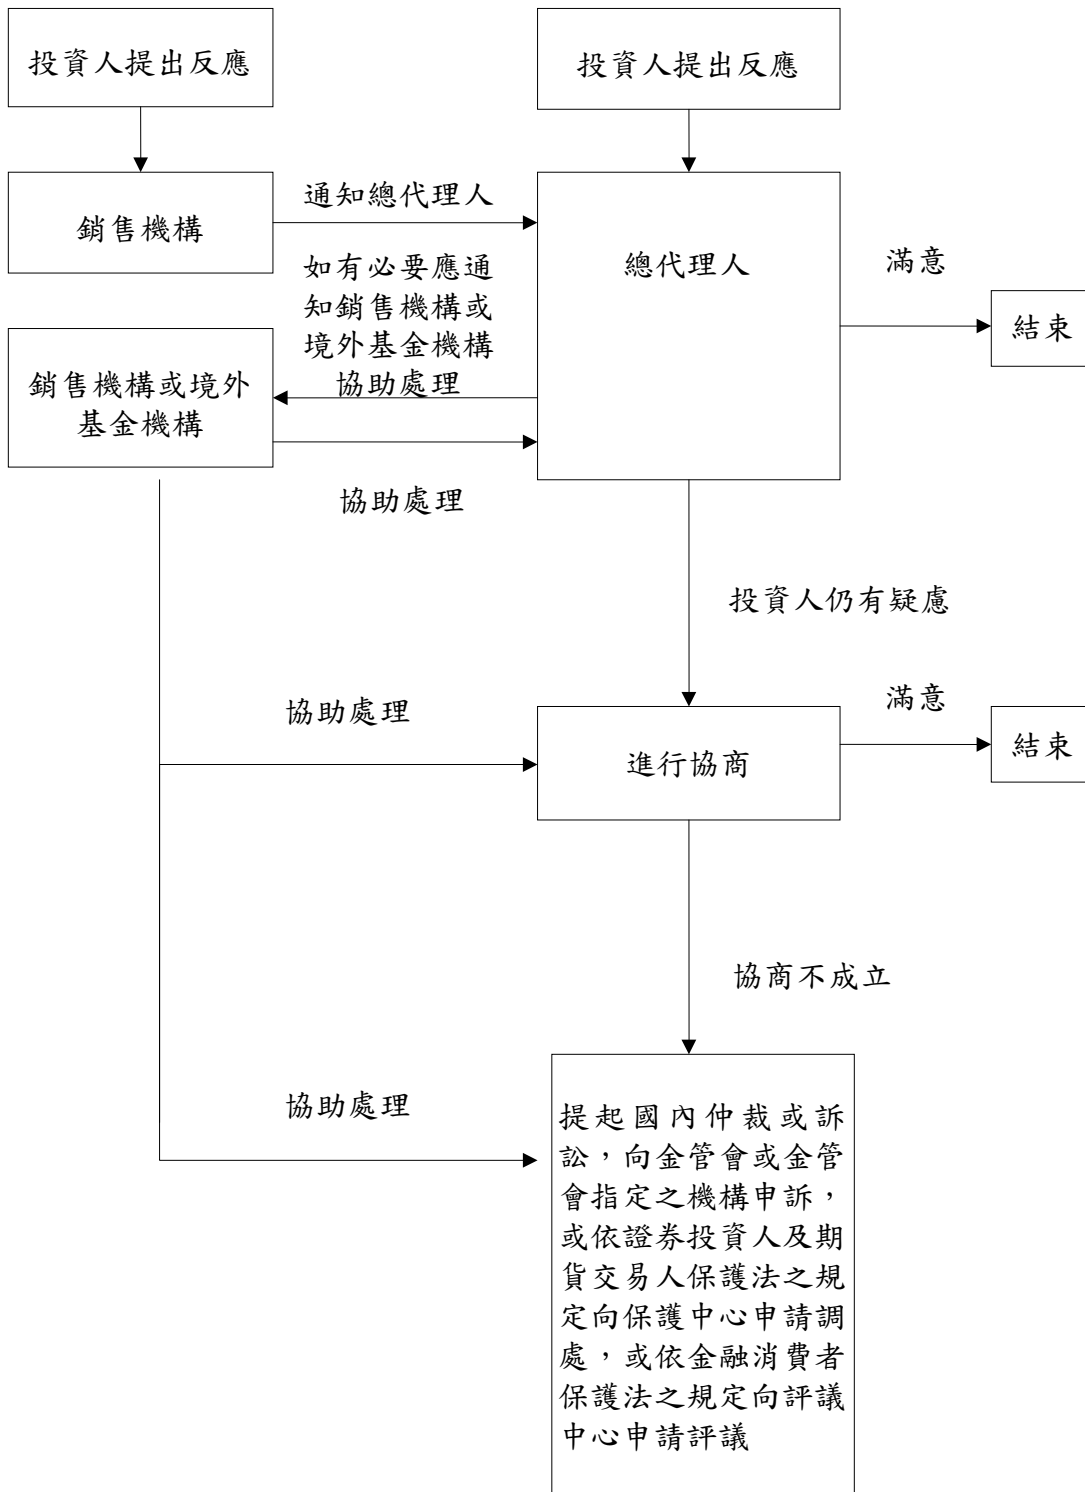 投資人提出反應
投資人提出反應
銷售機構
通知總代理人
總代理人
滿意
結束
如有必要應通
知銷售機構或
境外基金機構
協助處理
銷售機構或境外
基金機構
協助處理
投資人仍有疑慮
協助處理
進行協商
滿意
結束
協商不成立
協助處理
提起國內仲裁或訴
訟，向金管會或金管
會指定之機構申訴，
或依證券投資人及期
貨交易人保護法之規
定向保護中心申請調
處，或依金融消費者
保護法之規定向評議
中心申請評議